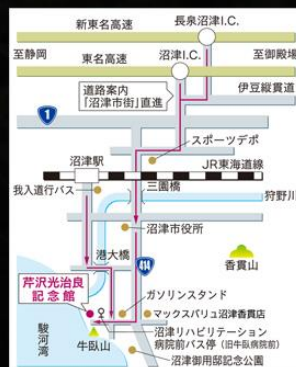 新東名高速
長泉沼津I.C.
至静岡
沼津I.C.
至御殿場
東名高速
道路案内
「沼津市街」直進
伊豆縦貫道
1
スポーツデポ
沼津駅
JR東海道線
我入道行バス
三園橋
狩野川
沼津市役所
港大橋
414
香貫山
芹沢光治良
記念館
ガソリンスタンド
マックスバリュ沼津香貫店
駿河湾
牛臥山
沼津リハビリテーション
病院前バス停（旧牛臥病院前）
沼津御用邸記念公園